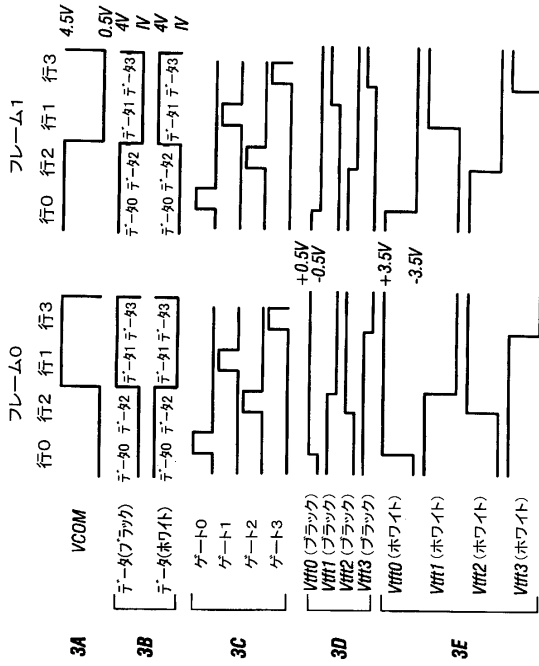 フレーム0
フレーム1
行0 行2 行1 行3
行0 行2 行1 行3
3A
VCOM
4.5V
0.5V
3B
データ(ブラック)
データ0 データ2 データ1 データ3
データ0 データ2 データ1 データ3
4V
1V
データ(ホワイト)
データ0 データ2 データ1 データ3
データ0 データ2 データ1 データ3
4V
1V
3C
ゲート0
ゲート1
ゲート2
ゲート3
3D
Vtft0 (ブラック)
+0.5V
-0.5V
Vtft1 (ブラック)
Vtft2 (ブラック)
Vtft3 (ブラック)
3E
Vtft0 (ホワイト)
+3.5V
-3.5V
Vtft1 (ホワイト)
Vtft2 (ホワイト)
Vtft3 (ホワイト)